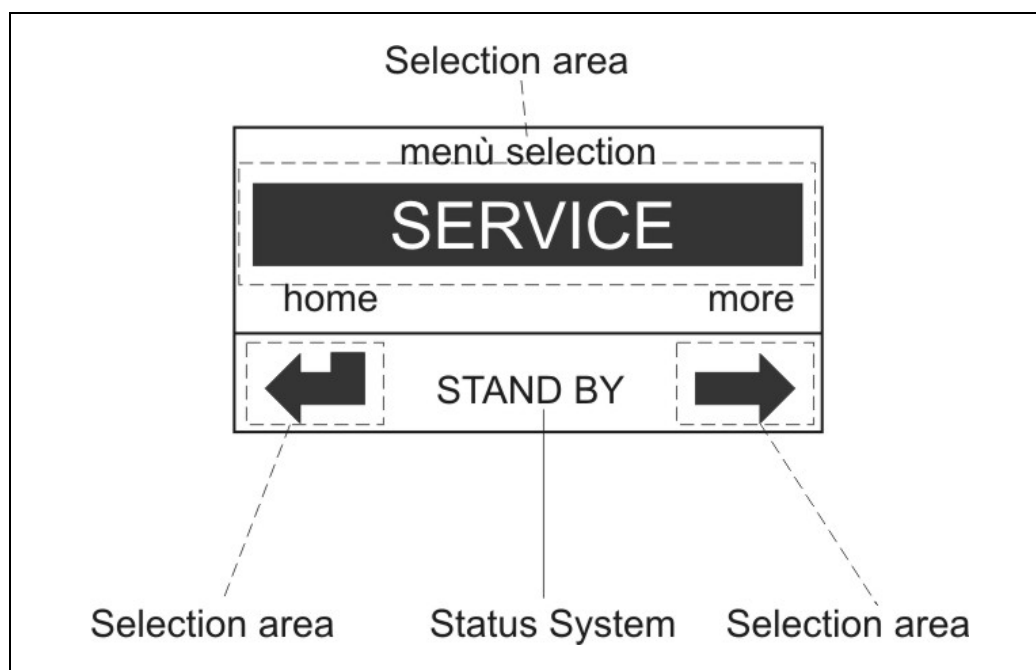 Selection area
menù selection
SERVICE
home more
STAND BY
Selection area Status System Selection area